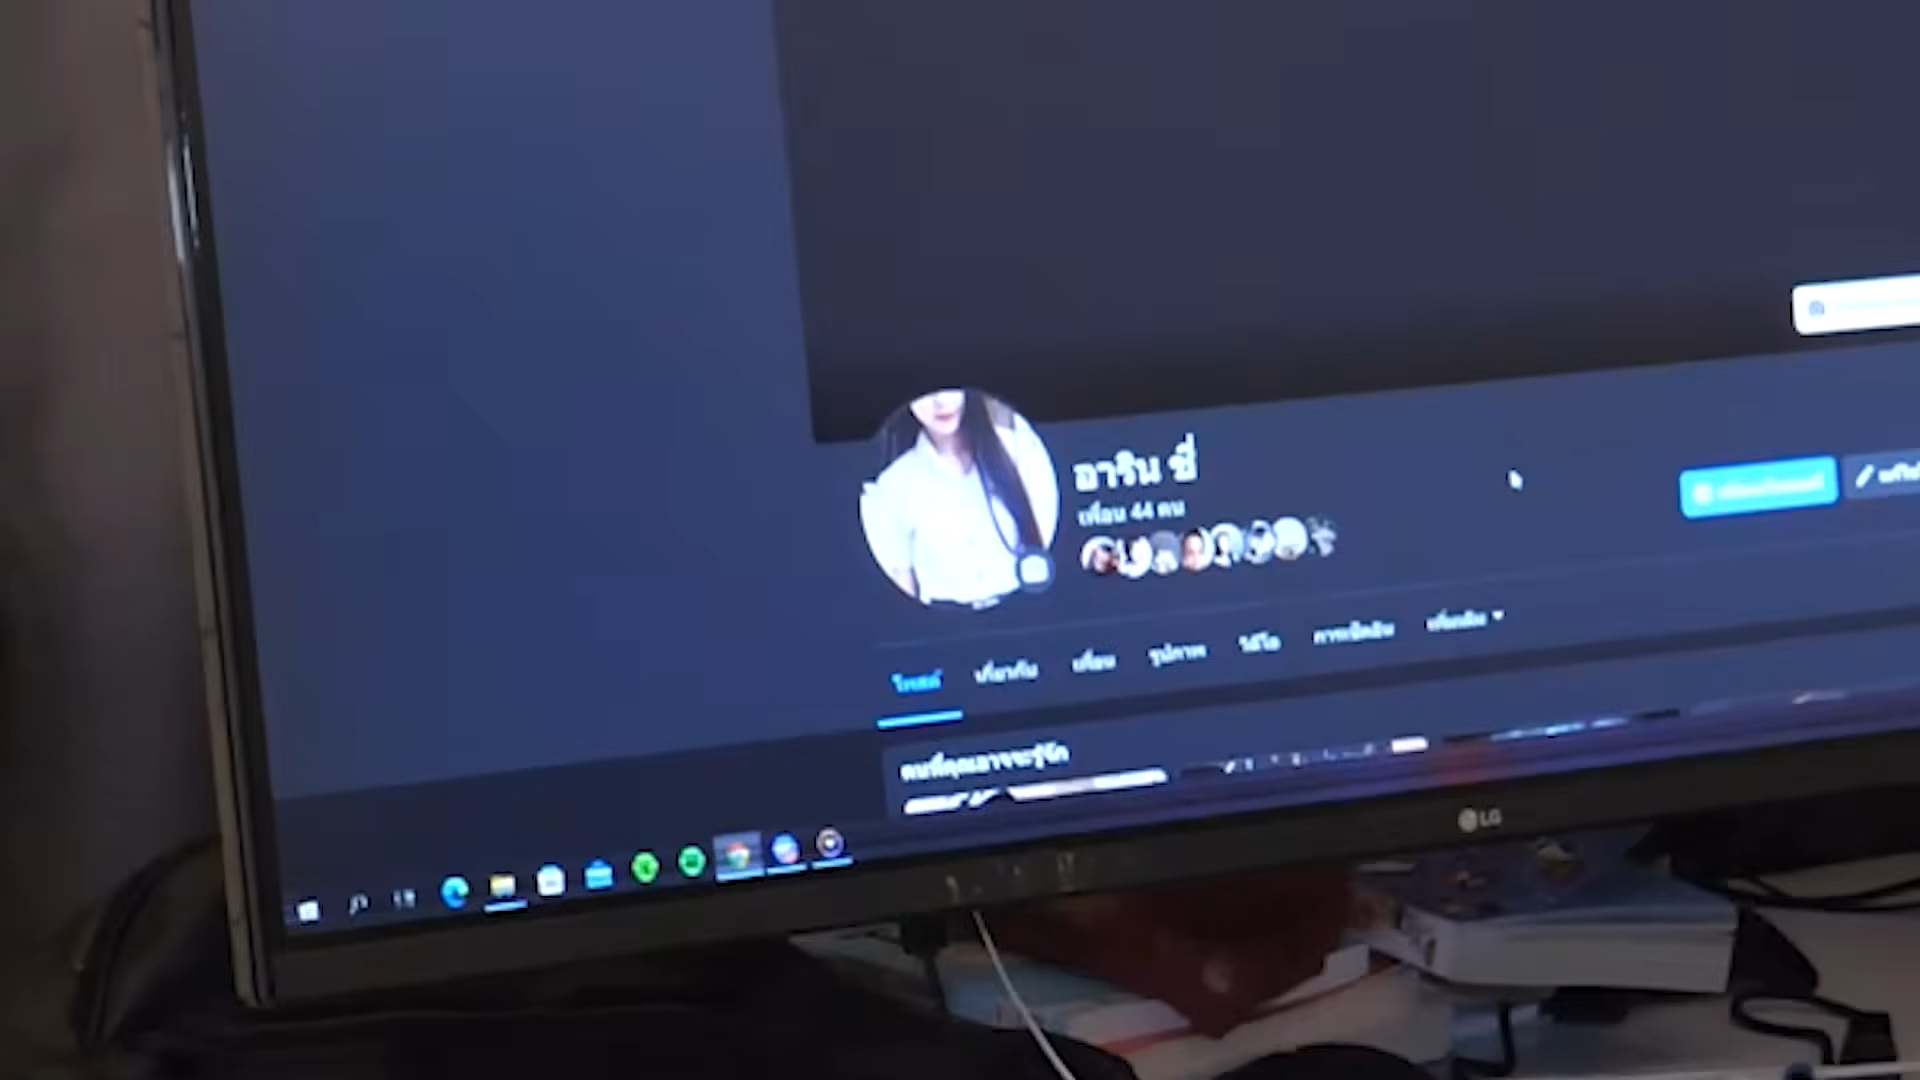 อาริน ชี่
เพื่อน 44 คน
โพสต์ เกี่ยวกับ เพื่อน รูปภาพ วิดีโอ การเช็คอิน เพิ่มเติม
คนที่คุณอาจจะรู้จัก
LG